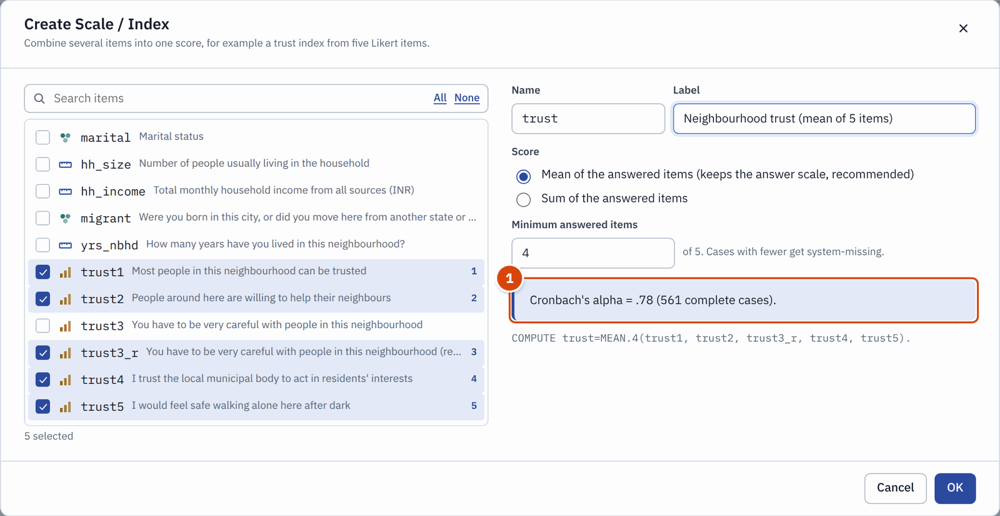 Create Scale / Index
Combine several items into one score, for example a trust index from five Likert items.
Search items
All None
marital Marital status
hh_size Number of people usually living in the household
hh_income Total monthly household income from all sources (INR)
migrant Were you born in this city, or did you move here from another state or ...
yrs_nbhd How many years have you lived in this neighbourhood?
trust1 Most people in this neighbourhood can be trusted 1
trust2 People around here are willing to help their neighbours 2
trust3 You have to be very careful with people in this neighbourhood
trust3_r You have to be very careful with people in this neighbourhood (re... 3
trust4 I trust the local municipal body to act in residents' interests 4
trust5 I would feel safe walking alone here after dark 5
5 selected
Name Label
trust Neighbourhood trust (mean of 5 items)
Score
Mean of the answered items (keeps the answer scale, recommended)
Sum of the answered items
Minimum answered items
4 of 5. Cases with fewer get system-missing.
1
Cronbach's alpha = .78 (561 complete cases).
COMPUTE trust=MEAN.4(trust1, trust2, trust3_r, trust4, trust5).
Cancel OK